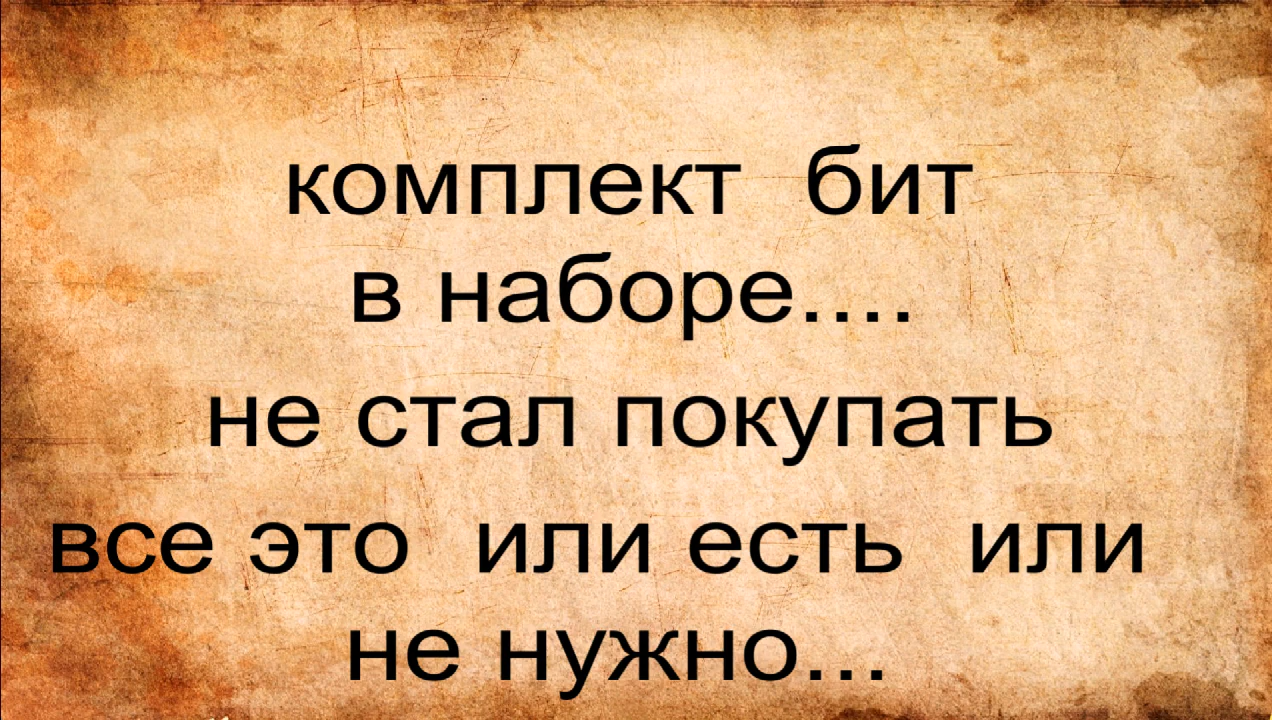 комплект бит
в наборе....
не стал покупать
все это или есть или
не нужно...